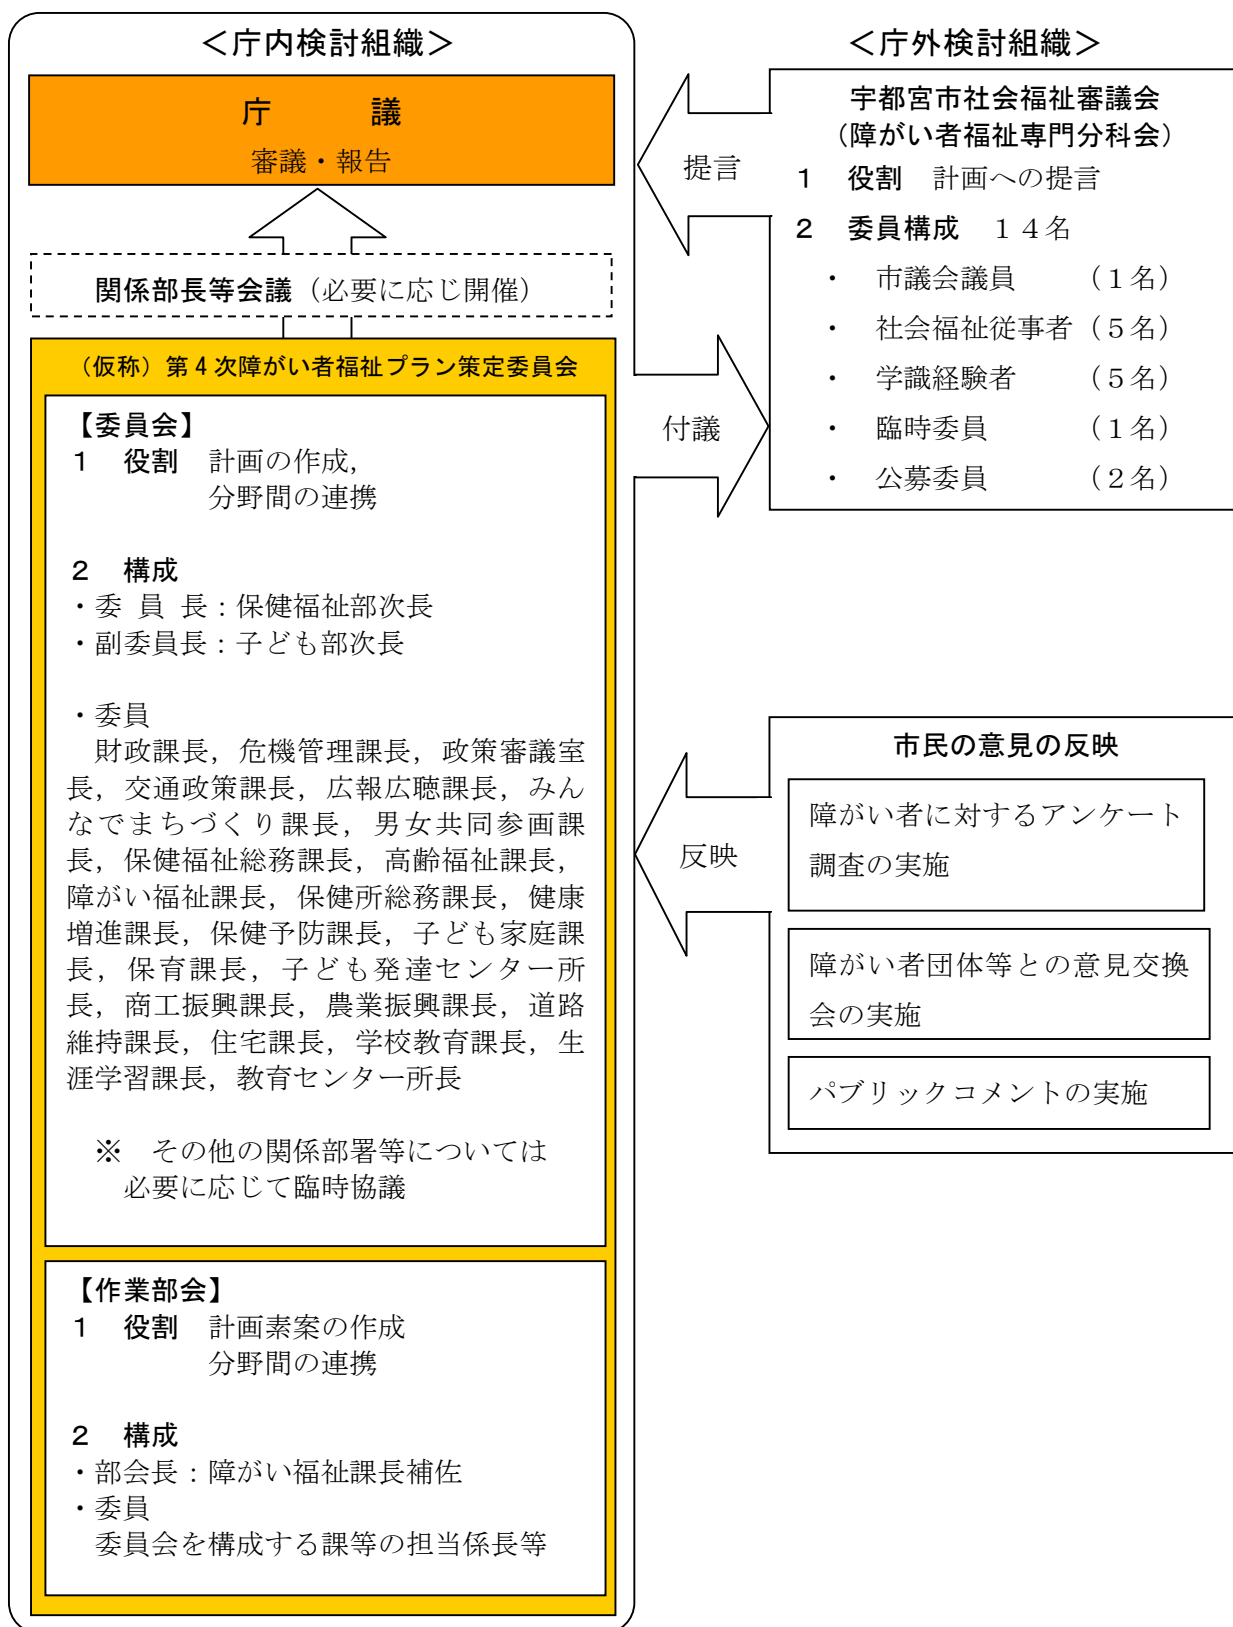 ＜庁内検討組織＞
庁　　議
審議・報告
関係部長等会議（必要に応じ開催）
（仮称）第４次障がい者福祉プラン策定委員会
【委員会】
１　役割　計画の作成，
分野間の連携
２　構成
・委 員 長：保健福祉部次長
・副委員長：子ども部次長
・委員
財政課長，危機管理課長，政策審議室
長，交通政策課長，広報広聴課長，みん
なでまちづくり課長，男女共同参画課
長，保健福祉総務課長，高齢福祉課長，
障がい福祉課長，保健所総務課長，健康
増進課長，保健予防課長，子ども家庭課
長，保育課長，子ども発達センター所
長，商工振興課長，農業振興課長，道路
維持課長，住宅課長，学校教育課長，生
涯学習課長，教育センター所長
※　その他の関係部署等については
必要に応じて臨時協議
【作業部会】
１　役割　計画素案の作成
分野間の連携
２　構成
・部会長：障がい福祉課長補佐
・委員
委員会を構成する課等の担当係長等
提言
付議
反映
＜庁外検討組織＞
宇都宮市社会福祉審議会
（障がい者福祉専門分科会）
１　役割　計画への提言
２　委員構成　１４名
・　市議会議員　　（１名）
・　社会福祉従事者（５名）
・　学識経験者　　（５名）
・　臨時委員　　　（１名）
・　公募委員　　　（２名）
市民の意見の反映
障がい者に対するアンケート
調査の実施
障がい者団体等との意見交換
会の実施
パブリックコメントの実施